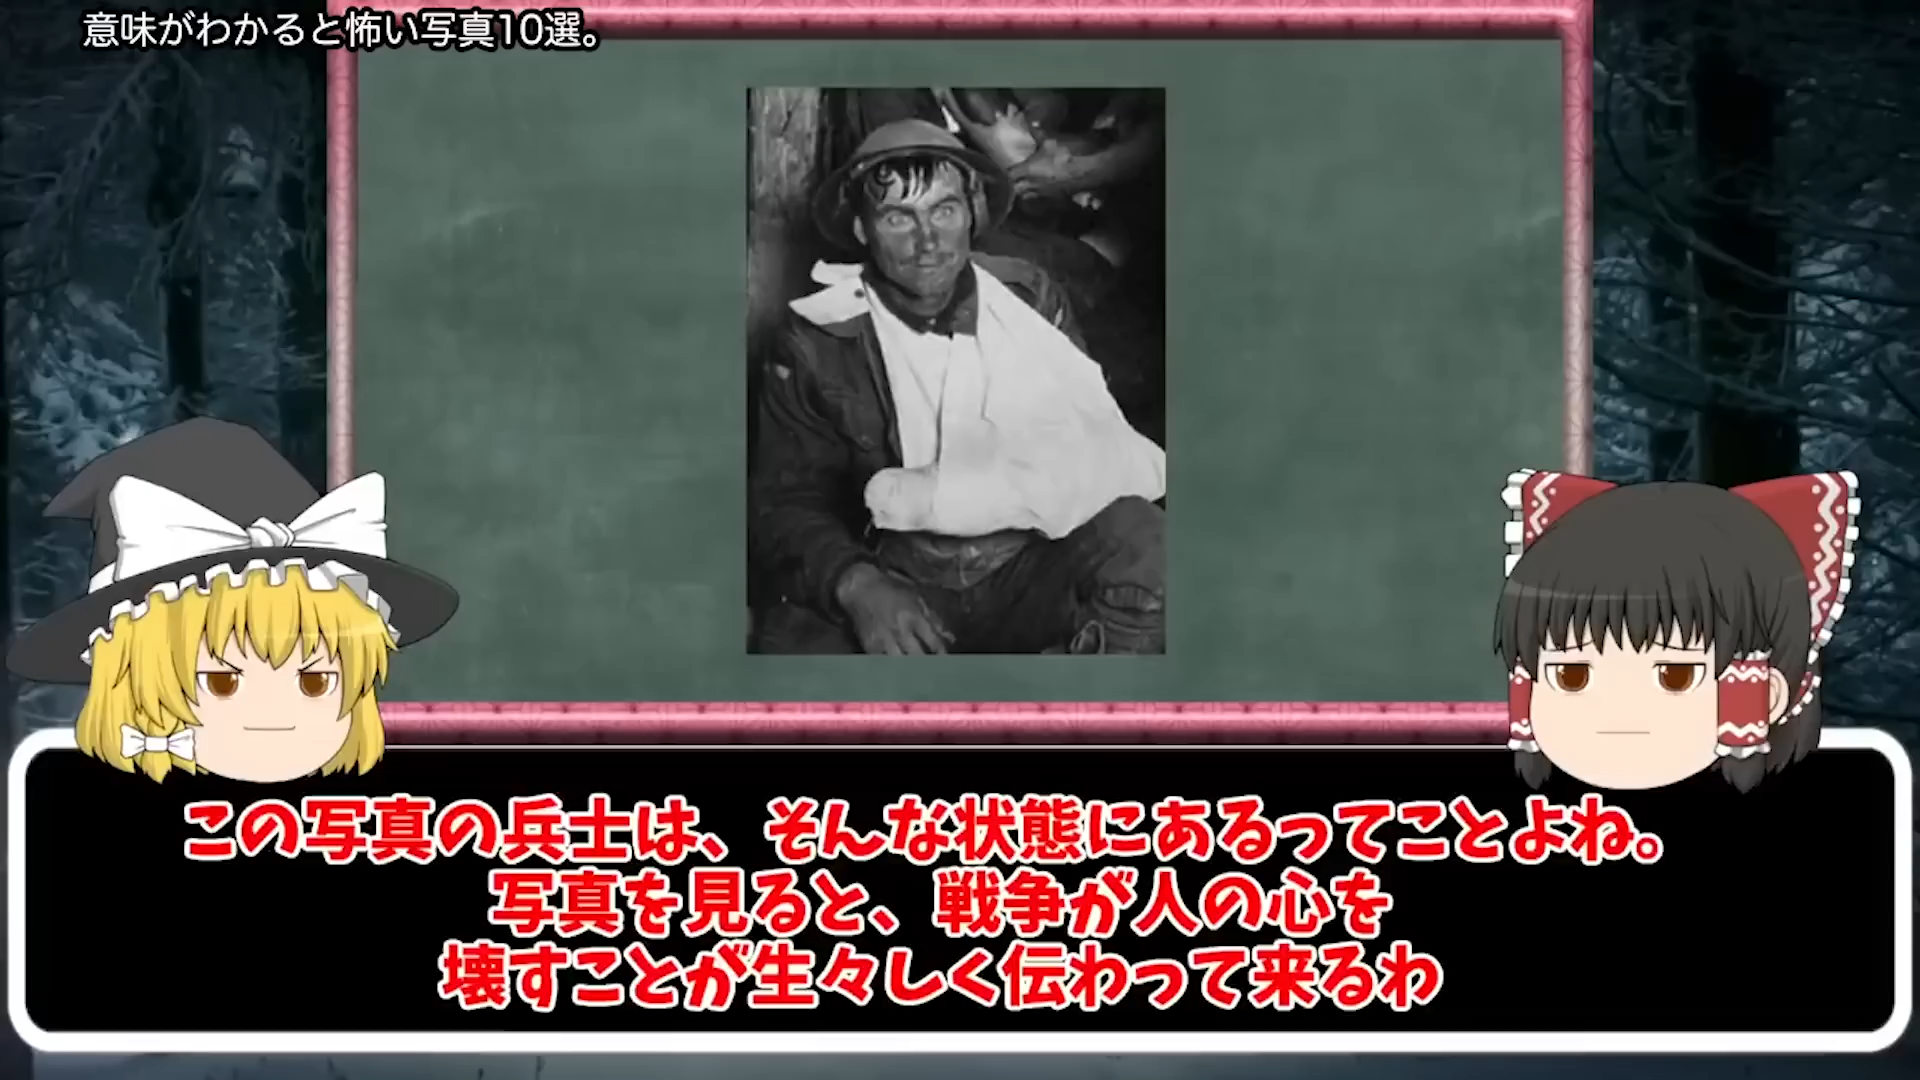 意味がわかると怖い写真10選。
この写真の兵士は、そんな状態にあるってことよね。
写真を見ると、戦争が人の心を
壊すことが生々しく伝わって来るわ